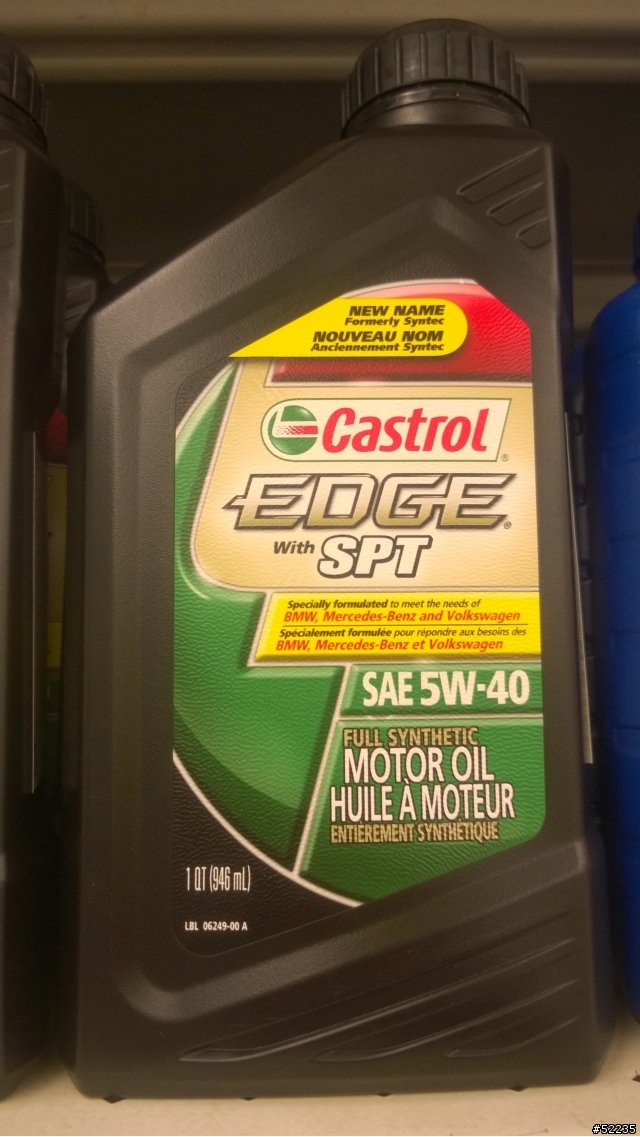 NEW NAME
Formerly Syntec
NOUVEAU NOM
Anciennement Syntec
Castrol®
EDGE®
With SPT
Specially formulated to meet the needs of
BMW, Mercedes-Benz and Volkswagen
Spécialement formulée pour répondre aux besoins des
BMW, Mercedes-Benz et Volkswagen
SAE 5W-40
FULL SYNTHETIC
MOTOR OIL
HUILE À MOTEUR
ENTIEREMENT SYNTHÉTIQUE
1 QT (946 mL)
LBL 06249-00 A
#52235